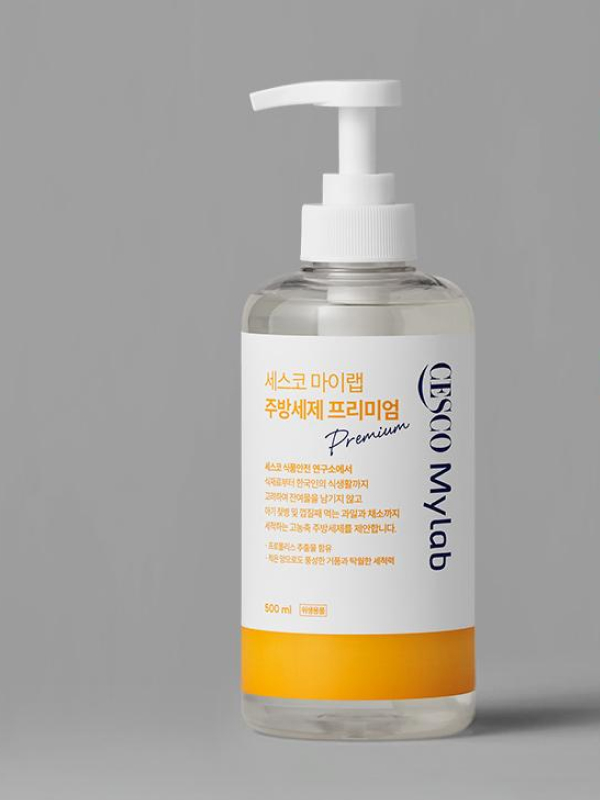 세스코 마이랩
주방세제 프리미엄
Premium
세스코 식품안전 연구소에서
식재료부터 한국인의 식생활까지
고려하여 잔여물을 남기지 않고
아기 젖병 및 껍질째 먹는 과일과 채소까지
세척하는 고농축 주방세제를 제안합니다.
· 프로폴리스 추출물 함유
· 적은 양으로도 풍성한 거품과 탁월한 세척력
500 ml 위생용품
CESCO Mylab